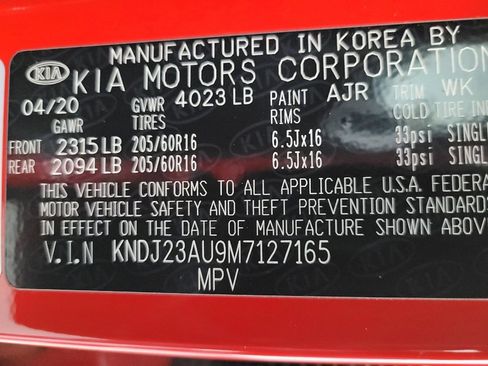 MANUFACTURED IN KOREA BY
KIA KIA MOTORS CORPORATION
04/20 GVWR 4023 LB PAINT AJR TRIM WK
GAWR TIRES RIMS COLD TIRE
FRONT 2315 LB 205/60R16 6.5Jx16 33psi SINGL
REAR 2094 LB 205/60R16 6.5Jx16 33psi SINGL
THIS VEHICLE CONFORMS TO ALL APPLICABLE U.S.A. FEDERA
MOTOR VEHICLE SAFETY AND THEFT PREVENTION STANDAR
IN EFFECT ON THE DATE OF MANUFACTURE SHOWN ABOVE
V.I.N KNDJ23AU9M7127165
MPV